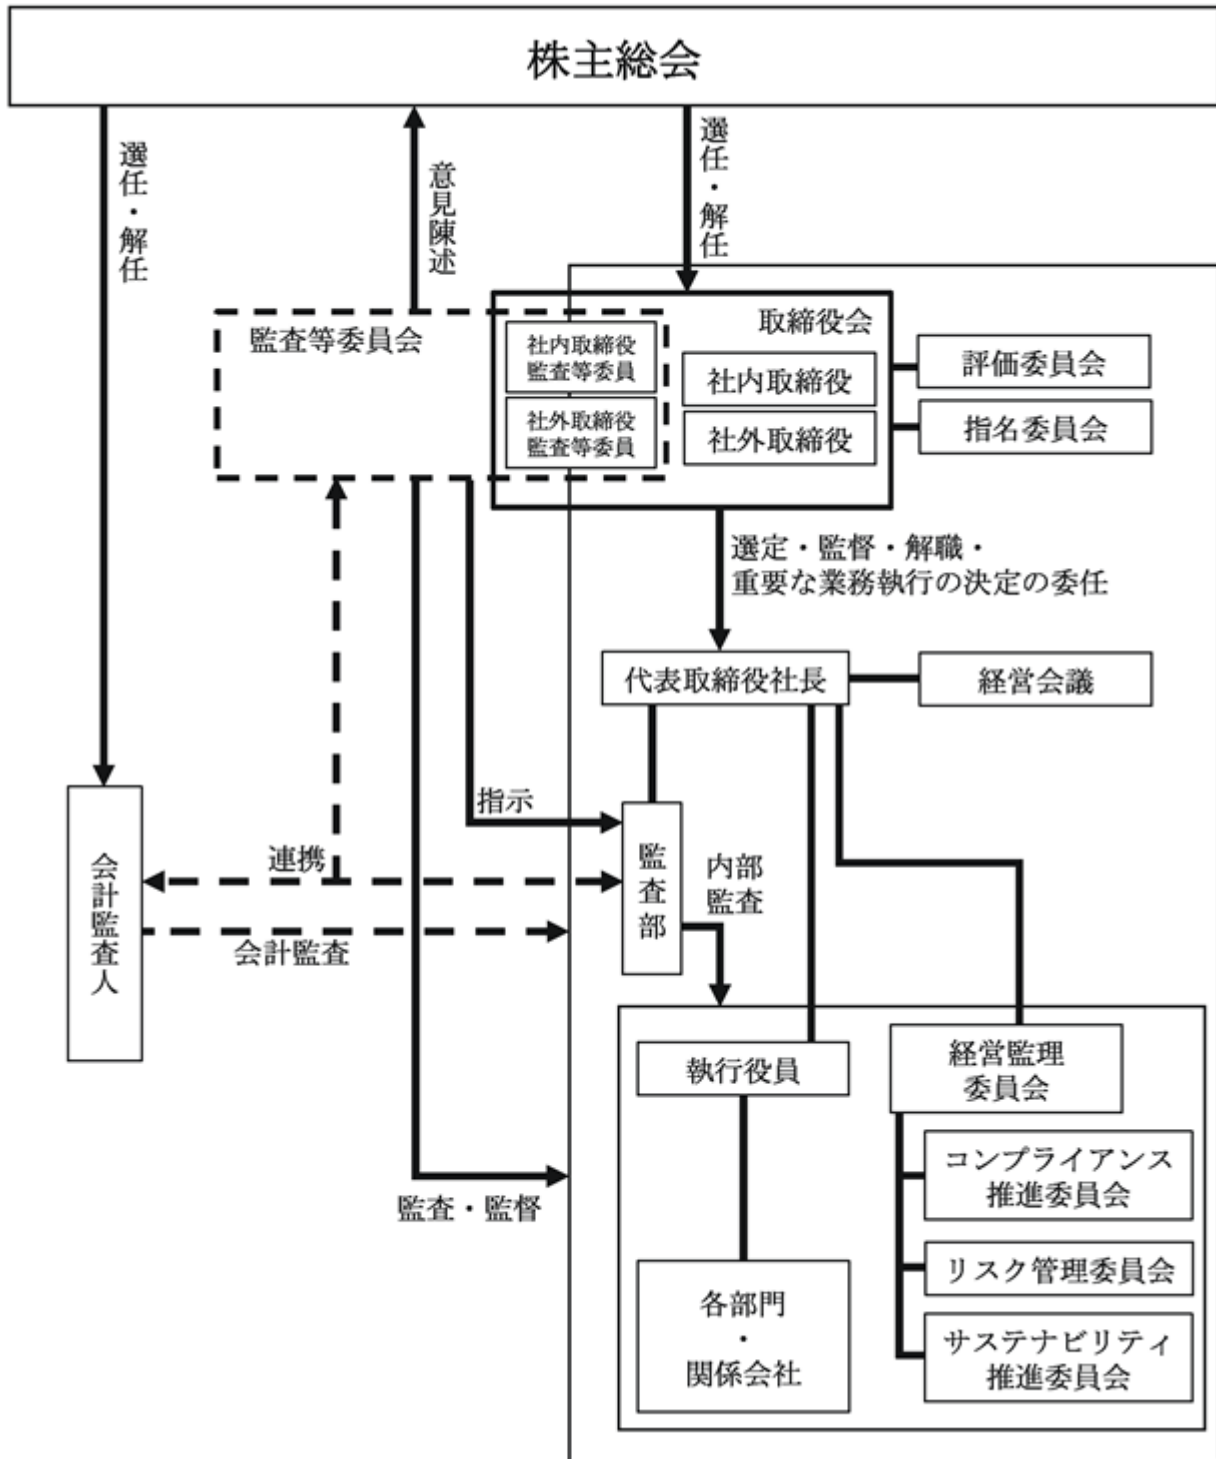 株主総会
選任・解任
意見陳述
選任・解任
監査等委員会
社内取締役
監査等委員
社外取締役
監査等委員
取締役会
社内取締役
社外取締役
評価委員会
指名委員会
選定・監督・解職・
重要な業務執行の決定の委任
代表取締役社長
経営会議
指示
連携
会計監査
会計監査人
監査部
内部
監査
執行役員
経営監理
委員会
コンプライアンス
推進委員会
リスク管理委員会
サステナビリティ
推進委員会
各部門
・
関係会社
監査・監督